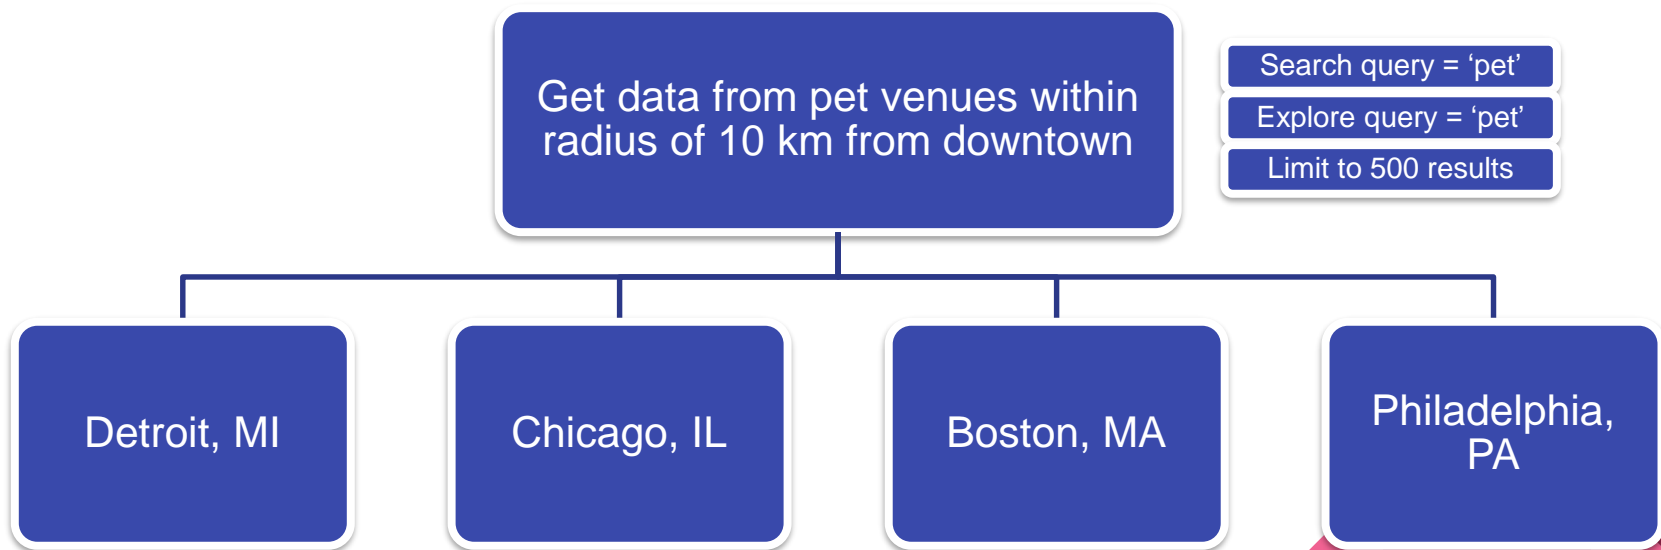 Get data from pet venues within
radius of 10 km from downtown
Search query = ‘pet’
Explore query = ‘pet’
Limit to 500 results
Detroit, MI
Chicago, IL
Boston, MA
Philadelphia,
PA